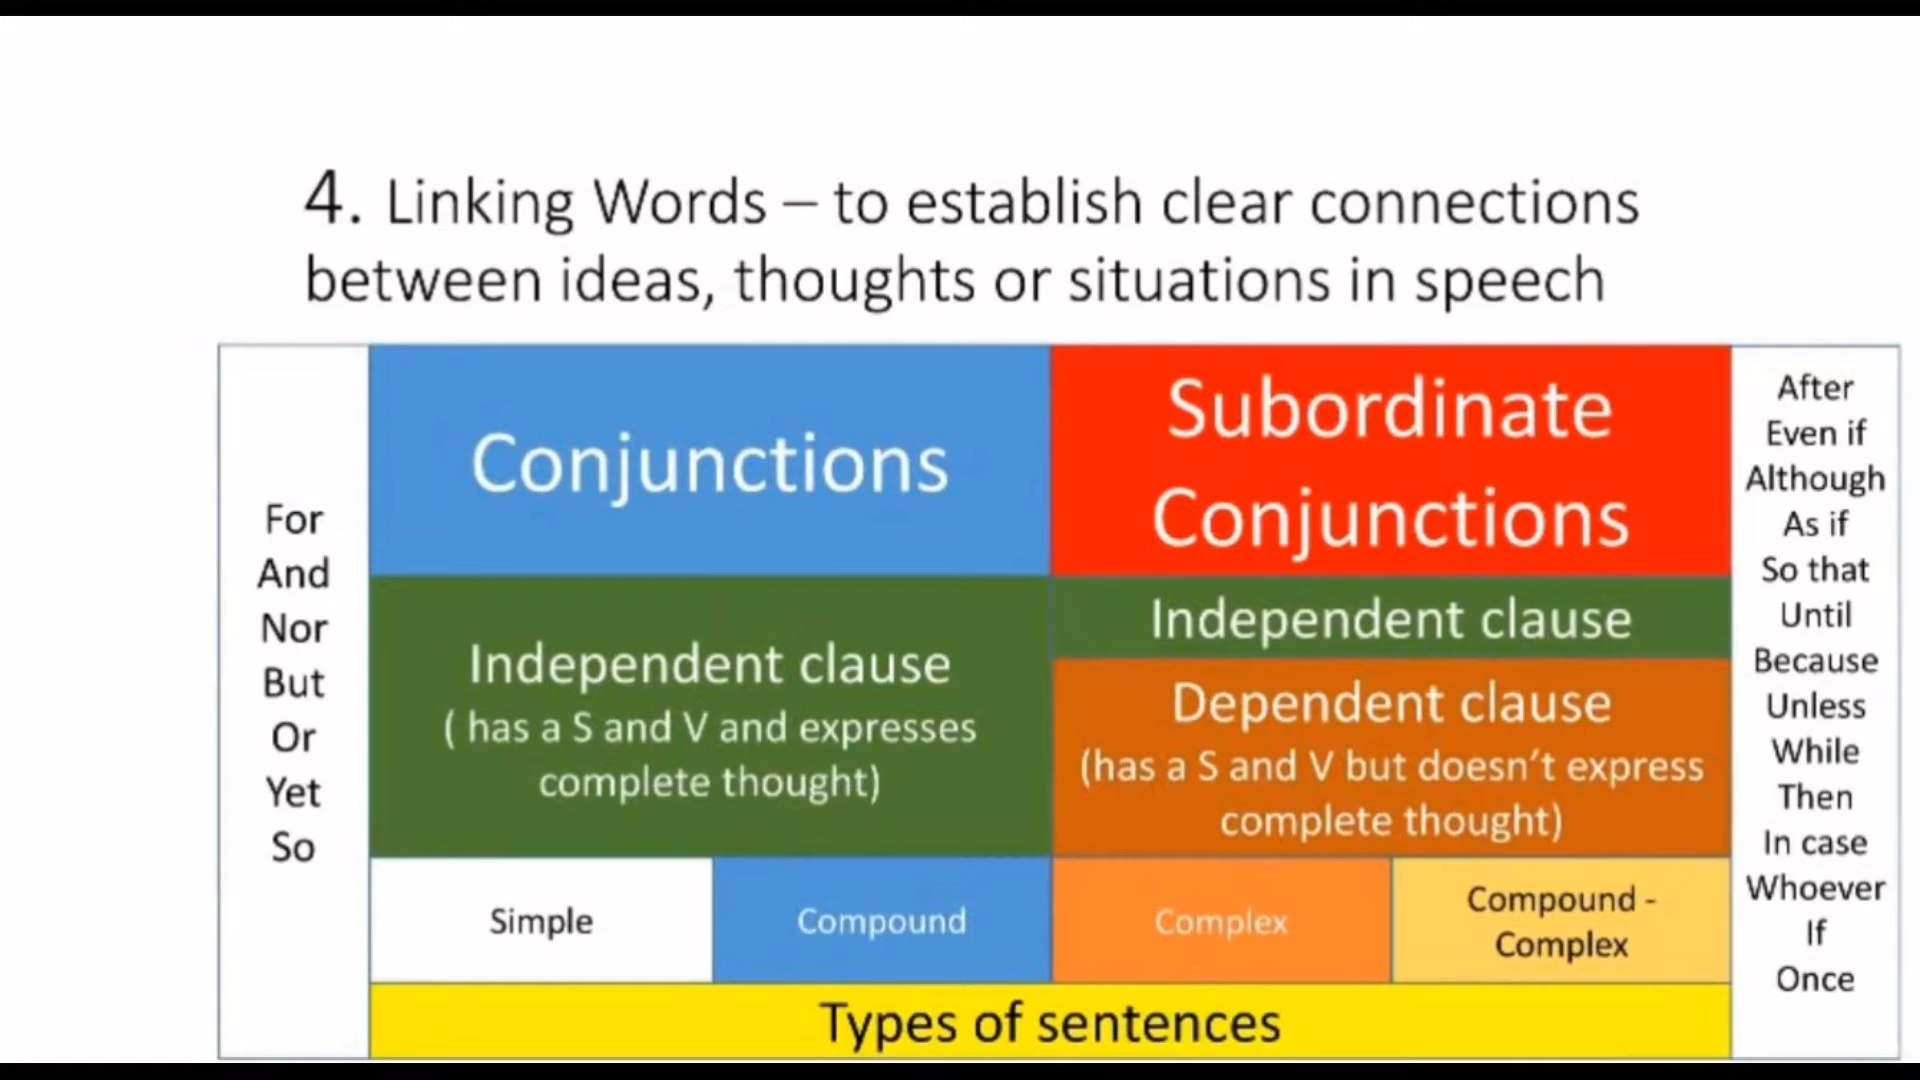 4. Linking Words – to establish clear connections
between ideas, thoughts or situations in speech
For
And
Nor
But
Or
Yet
So
Conjunctions
Independent clause
( has a S and V and expresses
complete thought)
Simple
Compound
Subordinate
Conjunctions
Independent clause
Dependent clause
(has a S and V but doesn't express
complete thought)
Complex
Compound -
Complex
Types of sentences
After
Even if
Although
As if
So that
Until
Because
Unless
While
Then
In case
Whoever
If
Once